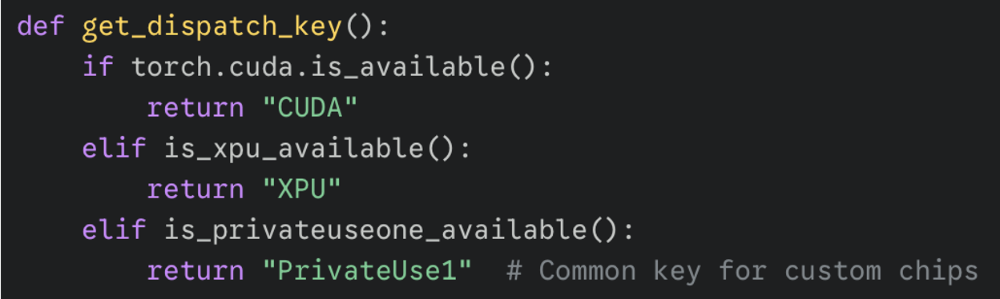 def get_dispatch_key():
    if torch.cuda.is_available():
        return "CUDA"
    elif is_xpu_available():
        return "XPU"
    elif is_privateuseone_available():
        return "PrivateUse1"  # Common key for custom chips